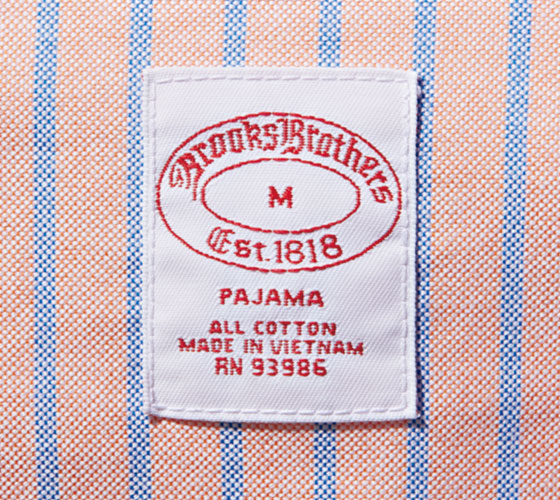 Brooks Brothers
M
Est. 1818
PAJAMA
ALL COTTON
MADE IN VIETNAM
RN 93986